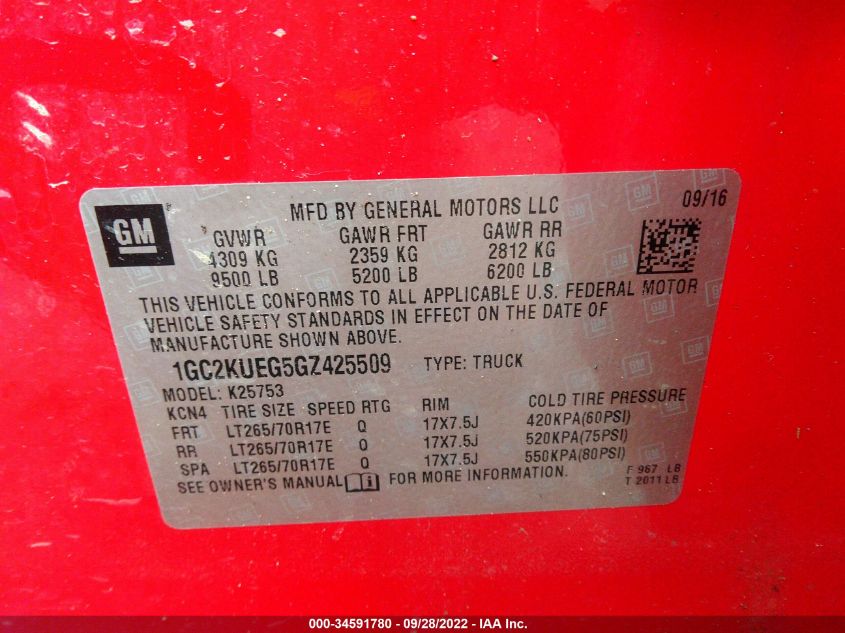 GM
MFD BY GENERAL MOTORS LLC
09/16
GVWR GAWR FRT GAWR RR
4309 KG 2359 KG 2812 KG
9500 LB 5200 LB 6200 LB
THIS VEHICLE CONFORMS TO ALL APPLICABLE U.S. FEDERAL MOTOR
VEHICLE SAFETY STANDARDS IN EFFECT ON THE DATE OF
MANUFACTURE SHOWN ABOVE.
1GC2KUEG5GZ425509 TYPE: TRUCK
MODEL: K25753
KCN4 TIRE SIZE SPEED RTG RIM COLD TIRE PRESSURE
FRT LT265/70R17E Q 17X7.5J 420KPA(60PSI)
RR LT265/70R17E Q 17X7.5J 520KPA(75PSI)
SPA LT265/70R17E Q 17X7.5J 550KPA(80PSI)
SEE OWNER'S MANUAL i FOR MORE INFORMATION.
F 967 LB
T 2011 LB
000-34591780 - 09/28/2022 - IAA Inc.